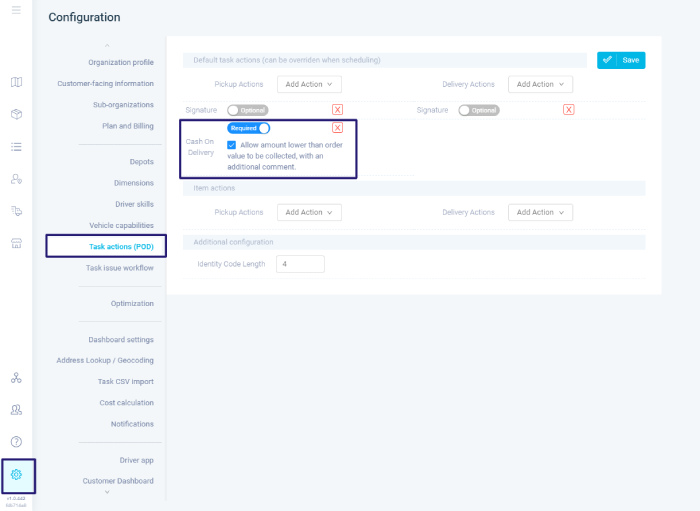 Configuration
Organization profile
Customer-facing information
Sub-organizations
Plan and Billing
Depots
Dimensions
Driver skills
Vehicle capabilities
Task actions (POD)
Task issue workflow
Optimization
Dashboard settings
Address Lookup / Geocoding
Task CSV import
Cost calculation
Notifications
Driver app
Customer Dashboard
Default task actions (can be overriden when scheduling)
Save
Pickup Actions Add Action Delivery Actions Add Action
Signature Optional X Signature Optional X
Required X
Cash On Delivery
Allow amount lower than order
value to be collected, with an
additional comment.
Item actions
Pickup Actions Add Action Delivery Actions Add Action
Additional configuration
Identity Code Length 4